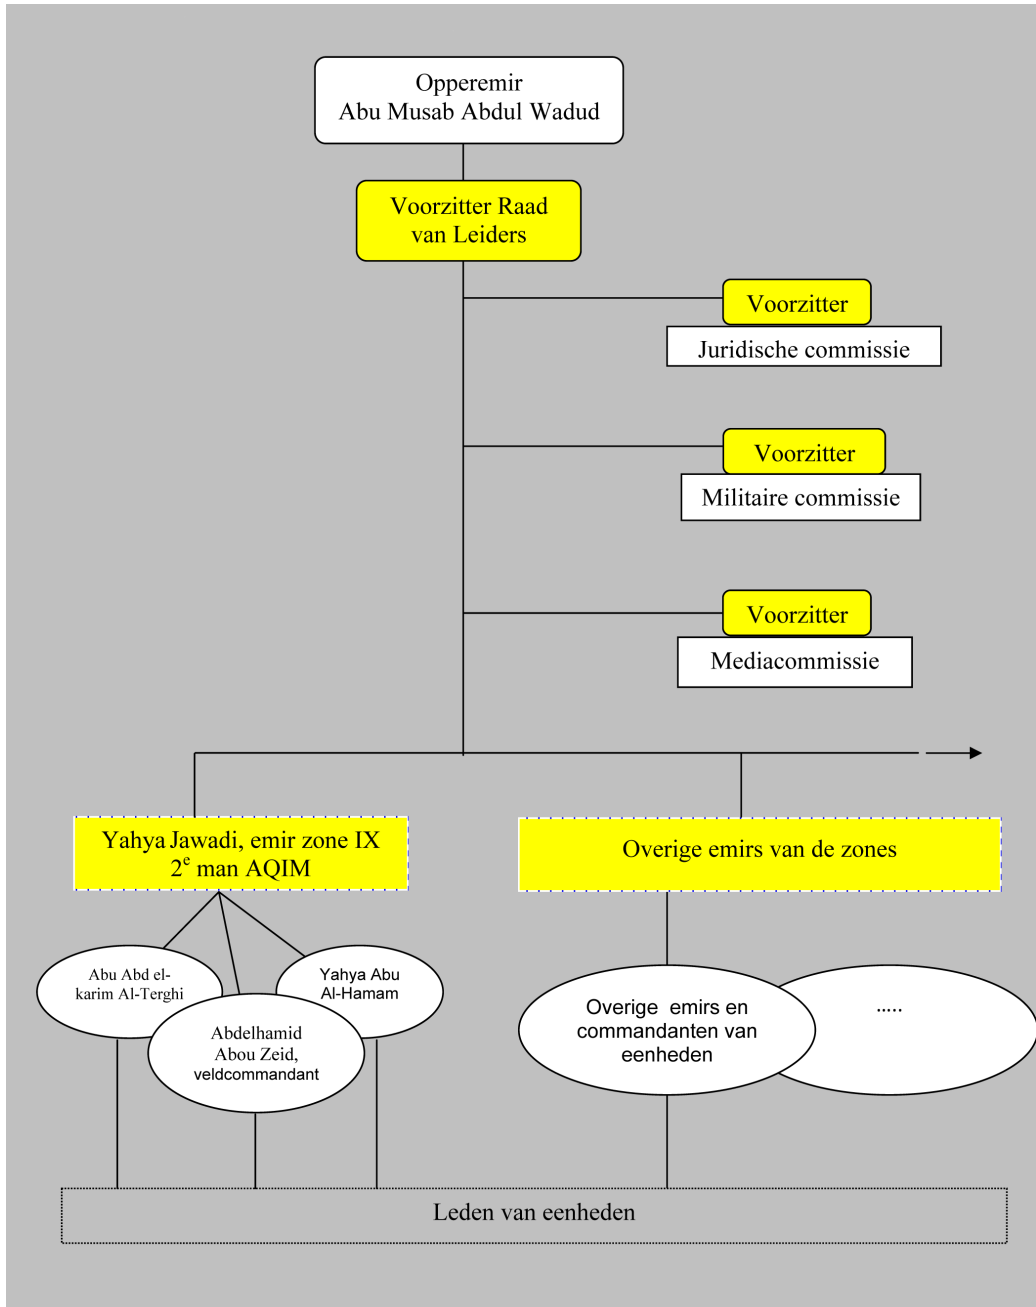 Opperemir
Abu Musab Abdul Wadud
Voorzitter Raad
van Leiders
Voorzitter
Juridische commissie
Voorzitter
Militaire commissie
Voorzitter
Mediacommissie
Yahya Jawadi, emir zone IX
2e man AQIM
Overige emirs van de zones
Abu Abd el-
karim Al-Terghi
Yahya Abu
Al-Hamam
Abdelhamid
Abou Zeid,
veldcommandant
Overige emirs en
commandanten van
eenheden
.....
Leden van eenheden